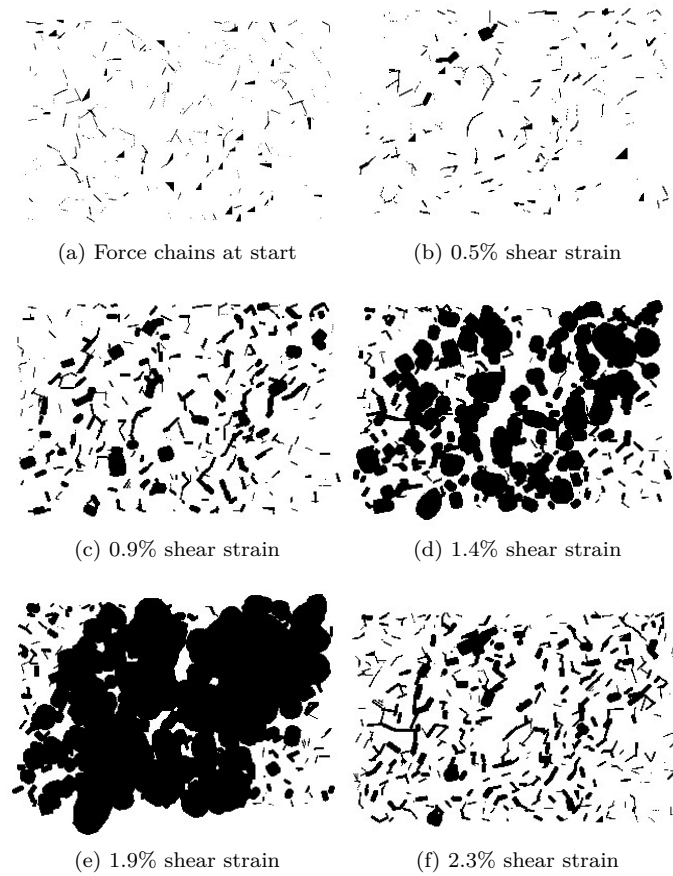 (a) Force chains at start
(b) 0.5% shear strain
(c) 0.9% shear strain
(d) 1.4% shear strain
(e) 1.9% shear strain
(f) 2.3% shear strain